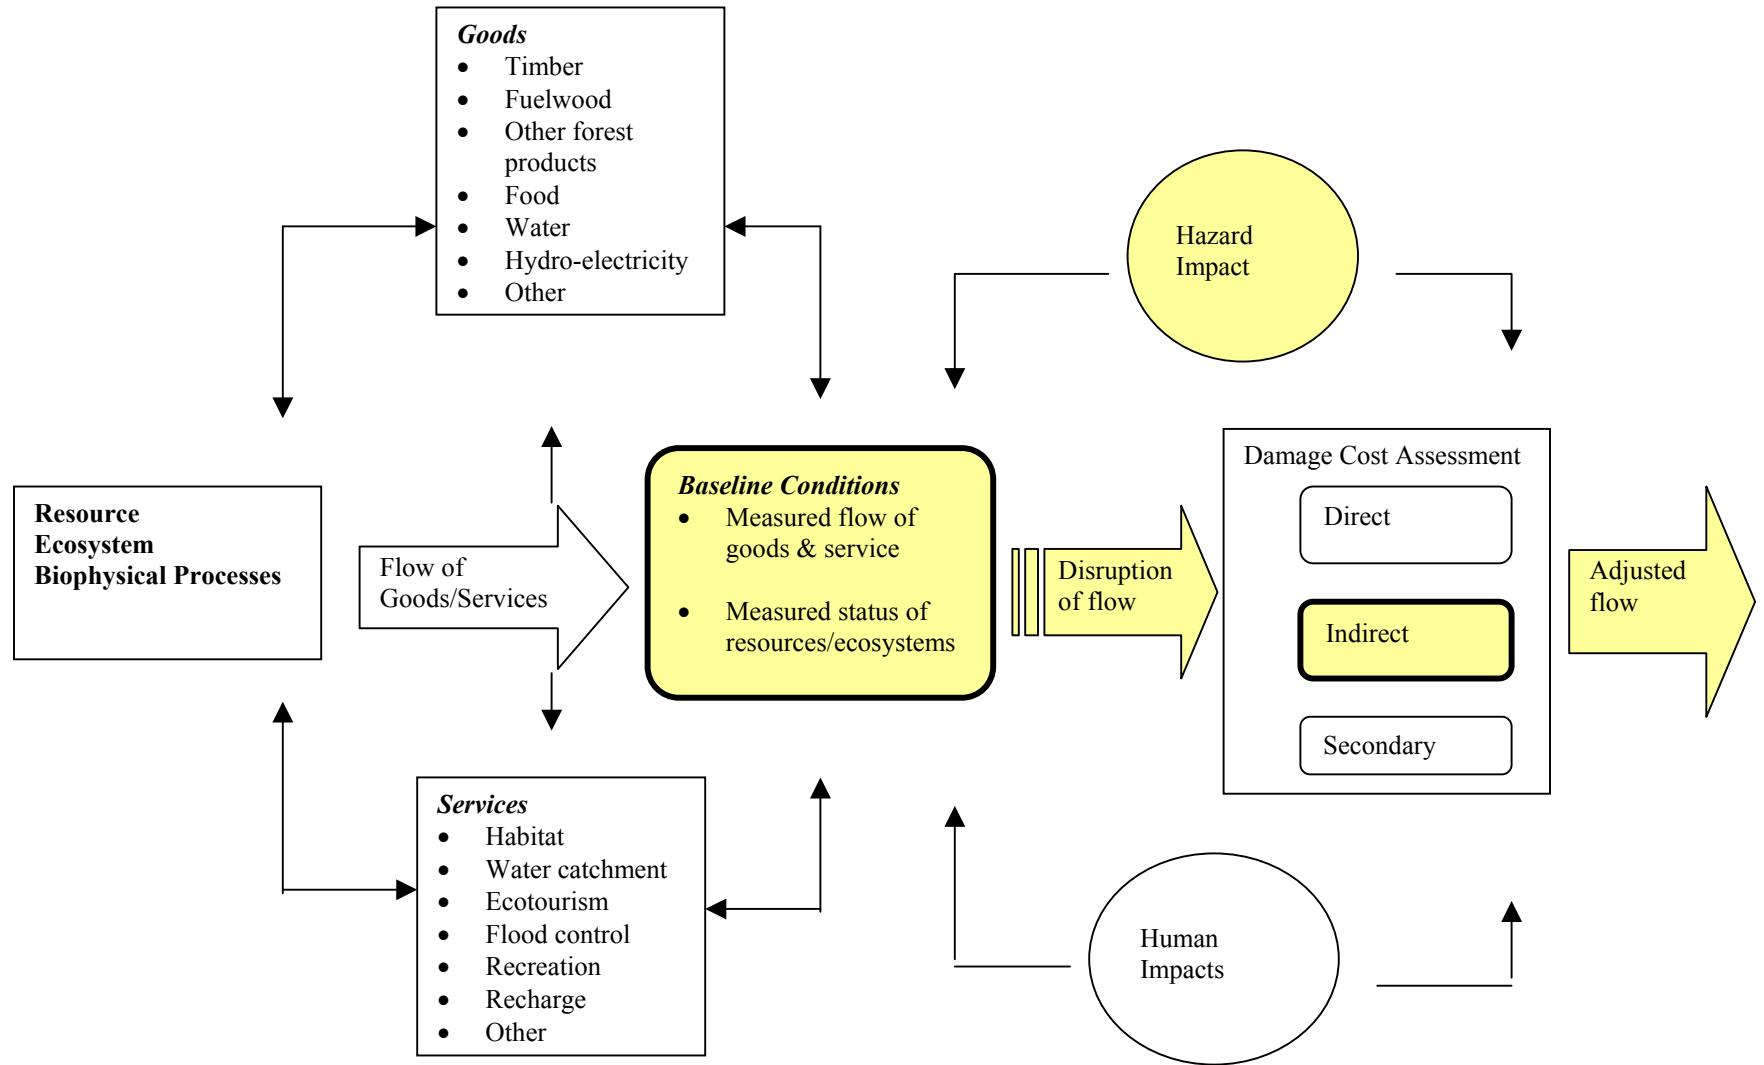 Goods
• Timber
• Fuelwood
• Other forest
products
• Food
• Water
• Hydro-electricity
• Other
Hazard
Impact
Resource
Ecosystem
Biophysical Processes
Flow of
Goods/Services
Baseline Conditions
• Measured flow of
goods & service
• Measured status of
resources/ecosystems
Disruption
of flow
Damage Cost Assessment
Direct
Indirect
Secondary
Adjusted
flow
Services
• Habitat
• Water catchment
• Ecotourism
• Flood control
• Recreation
• Recharge
• Other
Human
Impacts